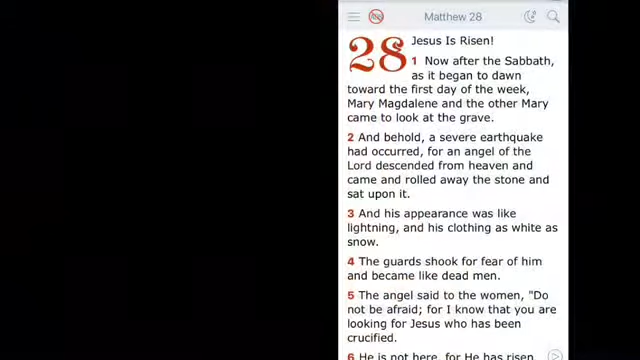 Matthew 28
28
Jesus Is Risen!
1 Now after the Sabbath,
as it began to dawn
toward the first day of the week,
Mary Magdalene and the other Mary
came to look at the grave.
2 And behold, a severe earthquake
had occurred, for an angel of the
Lord descended from heaven and
came and rolled away the stone and
sat upon it.
3 And his appearance was like
lightning, and his clothing as white as
snow.
4 The guards shook for fear of him
and became like dead men.
5 The angel said to the women, "Do
not be afraid; for I know that you are
looking for Jesus who has been
crucified.
6 He is not here, for He has risen